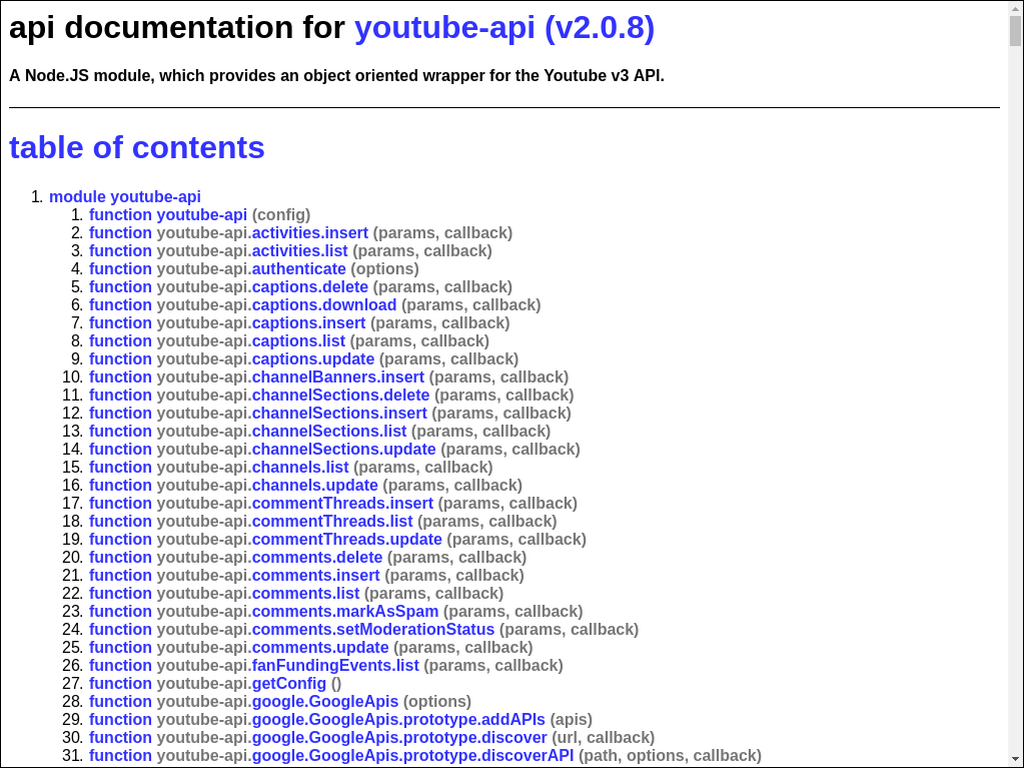 api documentation for youtube-api (v2.0.8)
A Node.JS module, which provides an object oriented wrapper for the Youtube v3 API.
table of contents
1. module youtube-api
1. function youtube-api (config)
2. function youtube-api.activities.insert (params, callback)
3. function youtube-api.activities.list (params, callback)
4. function youtube-api.authenticate (options)
5. function youtube-api.captions.delete (params, callback)
6. function youtube-api.captions.download (params, callback)
7. function youtube-api.captions.insert (params, callback)
8. function youtube-api.captions.list (params, callback)
9. function youtube-api.captions.update (params, callback)
10. function youtube-api.channelBanners.insert (params, callback)
11. function youtube-api.channelSections.delete (params, callback)
12. function youtube-api.channelSections.insert (params, callback)
13. function youtube-api.channelSections.list (params, callback)
14. function youtube-api.channelSections.update (params, callback)
15. function youtube-api.channels.list (params, callback)
16. function youtube-api.channels.update (params, callback)
17. function youtube-api.commentThreads.insert (params, callback)
18. function youtube-api.commentThreads.list (params, callback)
19. function youtube-api.commentThreads.update (params, callback)
20. function youtube-api.comments.delete (params, callback)
21. function youtube-api.comments.insert (params, callback)
22. function youtube-api.comments.list (params, callback)
23. function youtube-api.comments.markAsSpam (params, callback)
24. function youtube-api.comments.setModerationStatus (params, callback)
25. function youtube-api.comments.update (params, callback)
26. function youtube-api.fanFundingEvents.list (params, callback)
27. function youtube-api.getConfig ()
28. function youtube-api.google.GoogleApis (options)
29. function youtube-api.google.GoogleApis.prototype.addAPIs (apis)
30. function youtube-api.google.GoogleApis.prototype.discover (url, callback)
31. function youtube-api.google.GoogleApis.prototype.discoverAPI (path, options, callback)